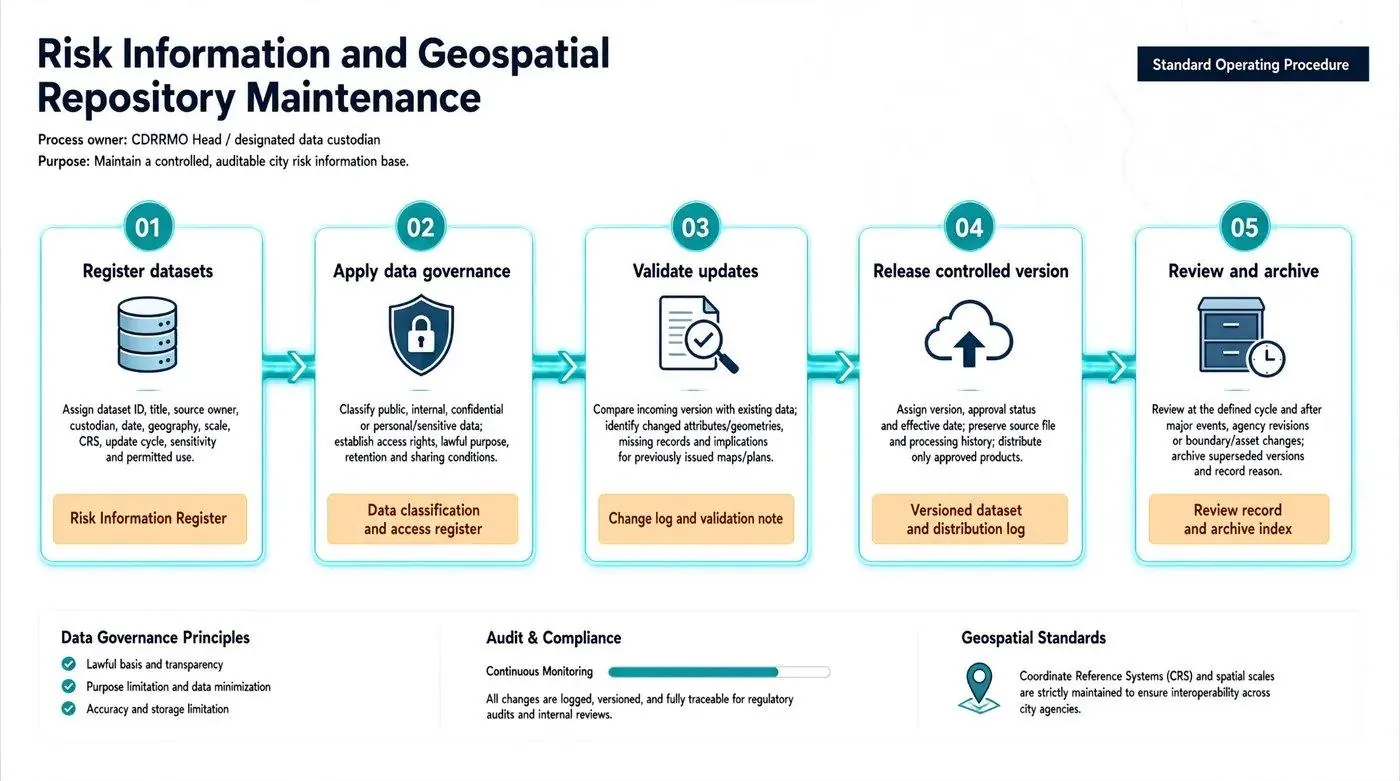 Risk Information and Geospatial
Repository Maintenance
Standard Operating Procedure
Process owner: CDRRMO Head / designated data custodian
Purpose: Maintain a controlled, auditable city risk information base.
01
Register datasets
Assign dataset ID, title, source owner,
custodian, date, geography, scale,
CRS, update cycle, sensitivity
and permitted use.
Risk Information Register
02
Apply data governance
Classify public, internal, confidential
or personal/sensitive data;
establish access rights, lawful purpose,
retention and sharing conditions.
Data classification
and access register
03
Validate updates
Compare incoming version with existing data;
identify changed attributes/geometries,
missing records and implications
for previously issued maps/plans.
Change log and validation note
04
Release controlled version
Assign version, approval status
and effective date; preserve source file
and processing history; distribute
only approved products.
Versioned dataset
and distribution log
05
Review and archive
Review at the defined cycle and after
major events, agency revisions
or boundary/asset changes;
archive superseded versions
and record reason.
Review record
and archive index
Data Governance Principles
Lawful basis and transparency
Purpose limitation and data minimization
Accuracy and storage limitation
Audit & Compliance
Continuous Monitoring
All changes are logged, versioned, and fully traceable for regulatory
audits and internal reviews.
Geospatial Standards
Coordinate Reference Systems (CRS) and spatial scales
are strictly maintained to ensure interoperability across
city agencies.